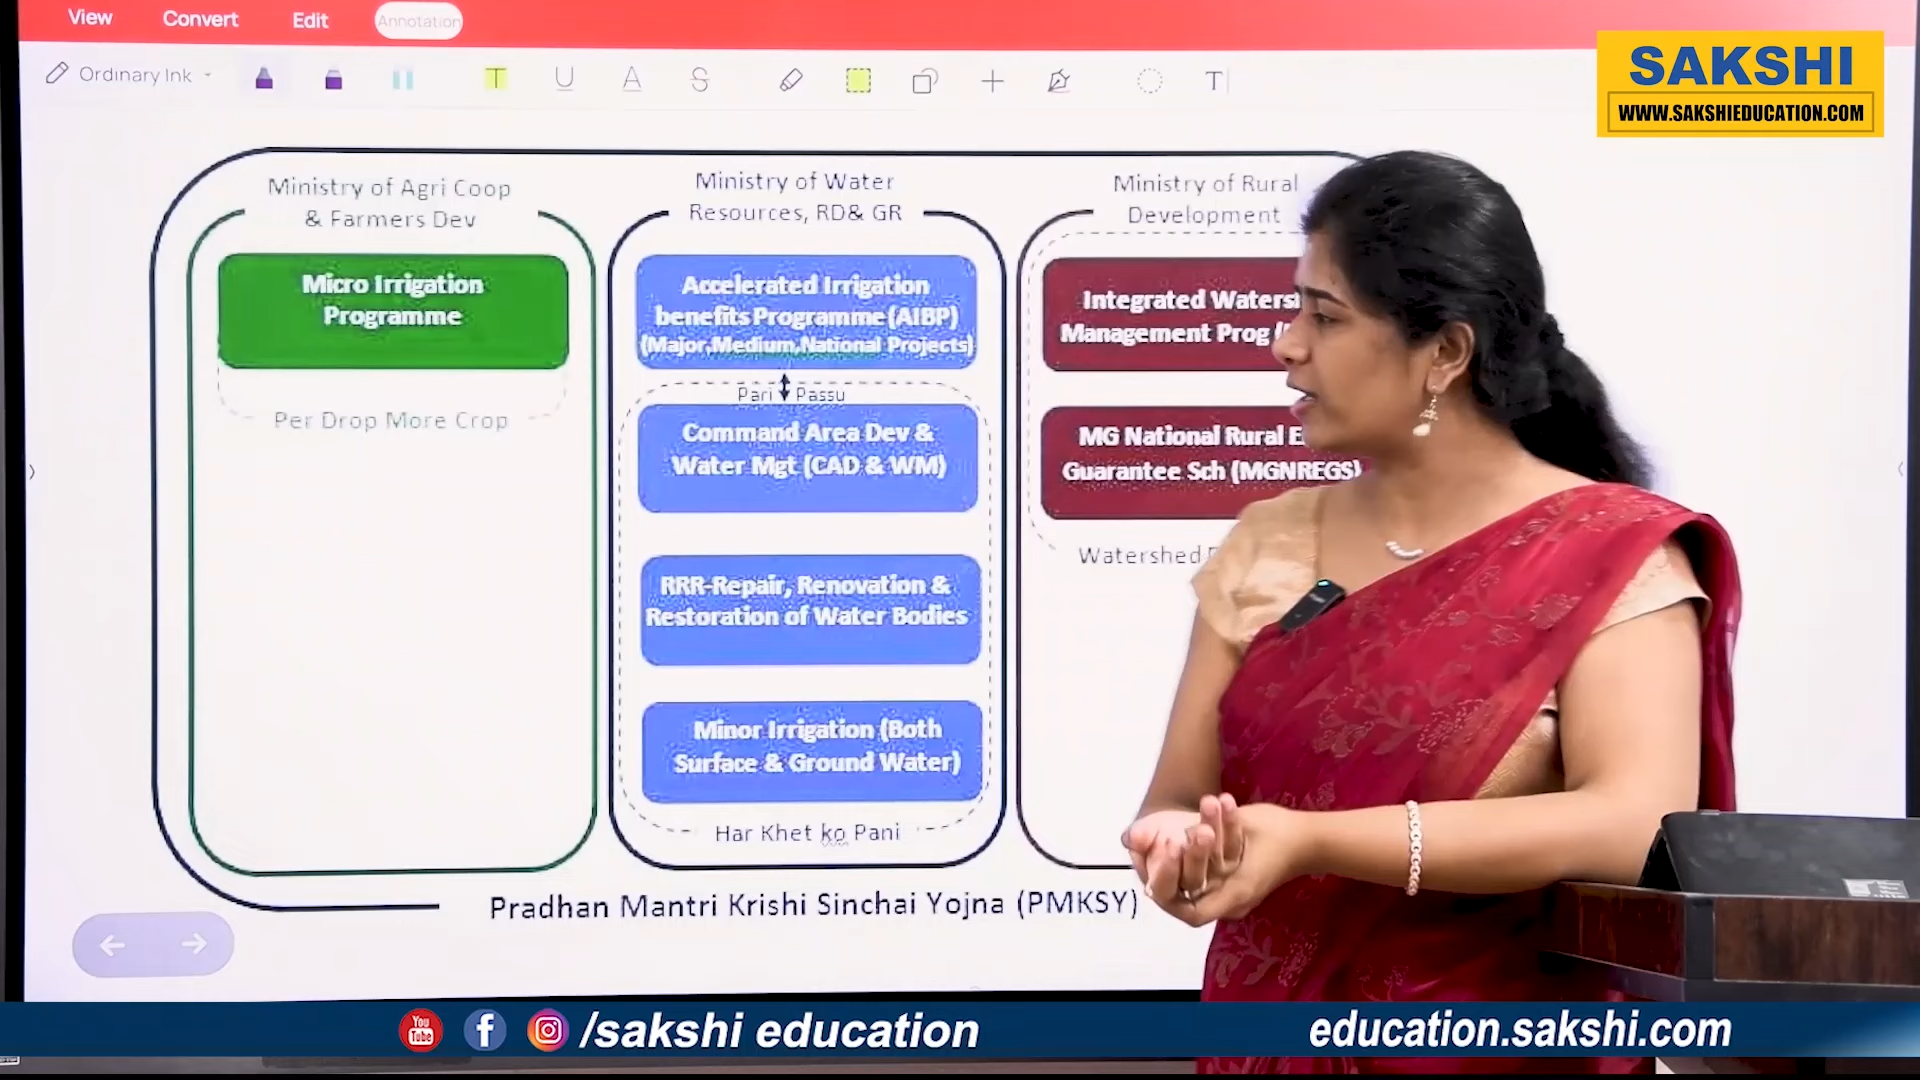 View Convert Edit Annotation
Ordinary Ink
SAKSHI
WWW.SAKSHIEDUCATION.COM
Ministry of Agri Coop
& Farmers Dev
Micro Irrigation
Programme
Per Drop More Crop
Ministry of Water
Resources, RD& GR
Accelerated Irrigation
benefits Programme (AIBP)
(Major,Medium,National Projects)
Pari Passu
Command Area Dev &
Water Mgt (CAD & WM)
RRR-Repair, Renovation &
Restoration of Water Bodies
Minor Irrigation (Both
Surface & Ground Water)
Har Khet ko Pani
Ministry of Rural
Development
Integrated
Management Prog
MG National Rural
Guarantee Sch (MGNREGS)
Watershed
Pradhan Mantri Krishi Sinchai Yojna (PMKSY)
You
Tube
/sakshi education
education.sakshi.com